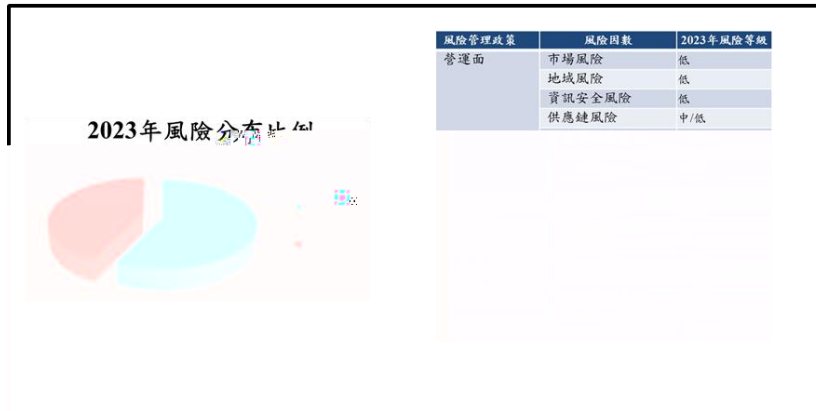 2023年風險分布比例
風險管理政策 風險因數 2023年風險等級
營運面 市場風險 低
地域風險 低
資訊安全風險 低
供應鏈風險 中/低